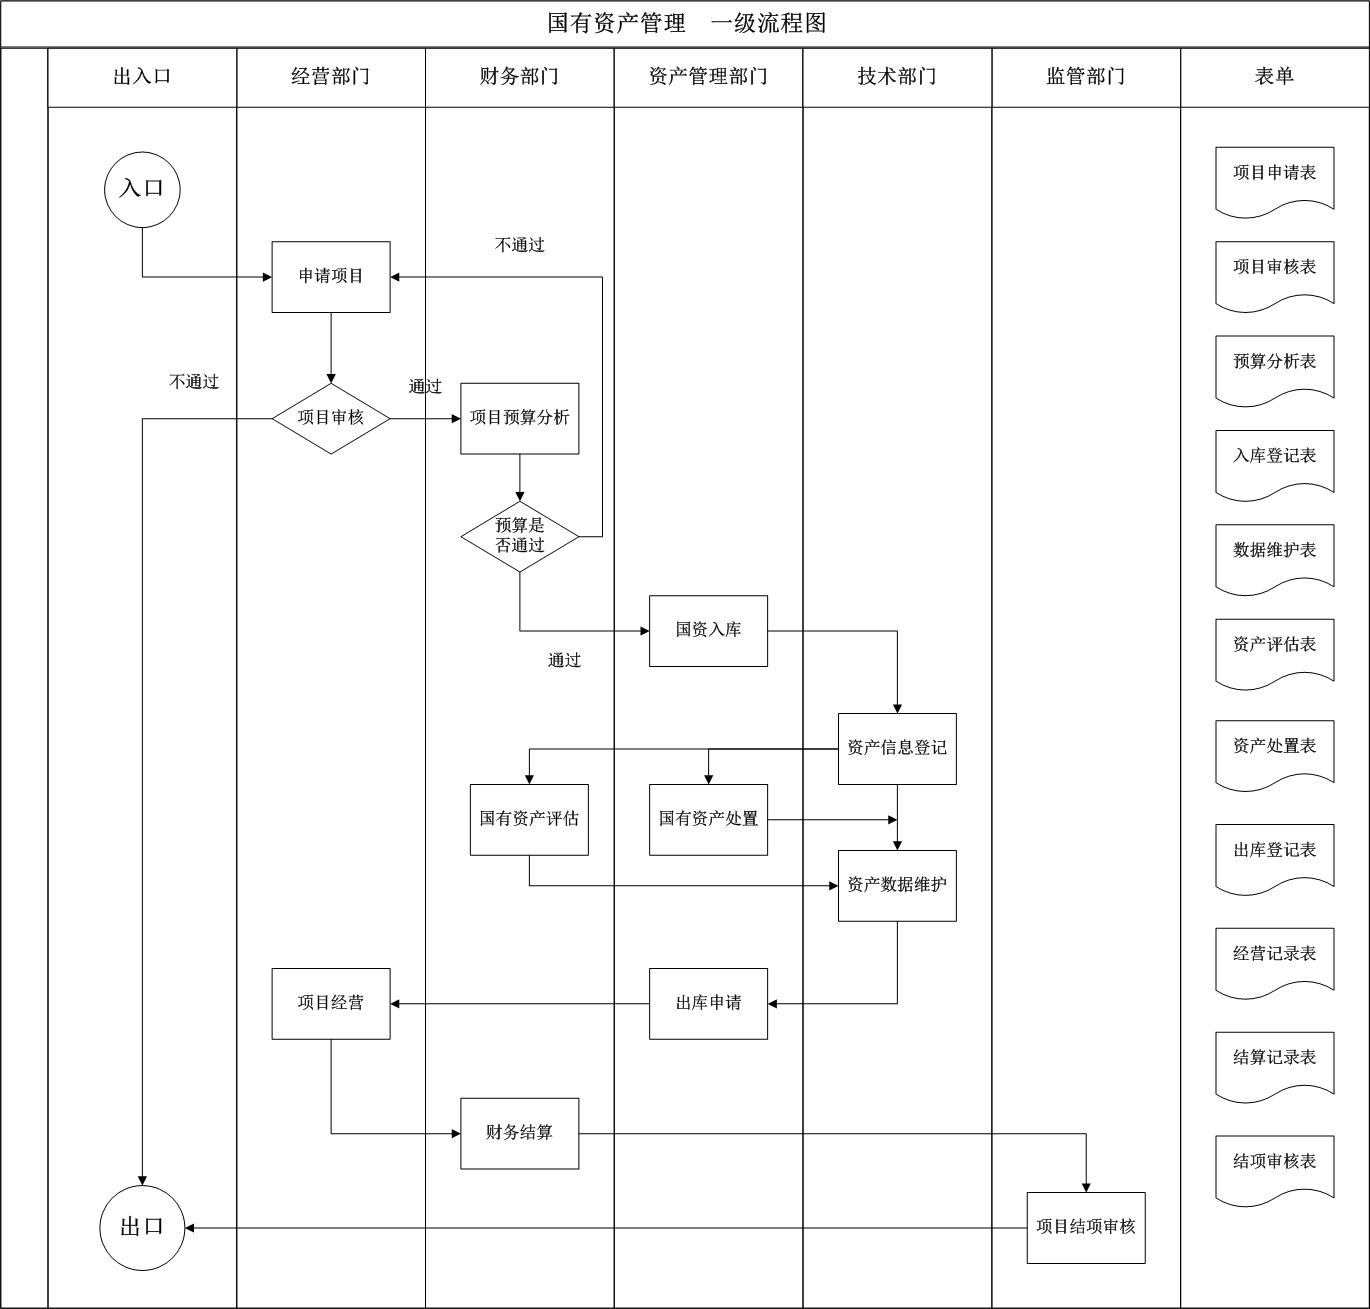 国有资产管理 一级流程图
出入口
经营部门
财务部门
资产管理部门
技术部门
监管部门
表单
入口
申请项目
不通过
不通过
项目审核
通过
项目预算分析
预算是
否通过
通过
国资入库
资产信息登记
国有资产评估
国有资产处置
资产数据维护
出库申请
项目经营
财务结算
项目结项审核
出口
项目申请表
项目审核表
预算分析表
入库登记表
数据维护表
资产评估表
资产处置表
出库登记表
经营记录表
结算记录表
结项审核表